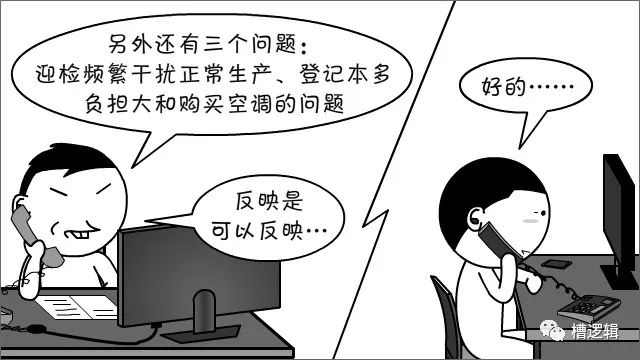 另外还有三个问题：
迎检频繁干扰正常生产、登记本多
负担大和购买空调的问题
反映是
可以反映…
好的……
槽逻辑